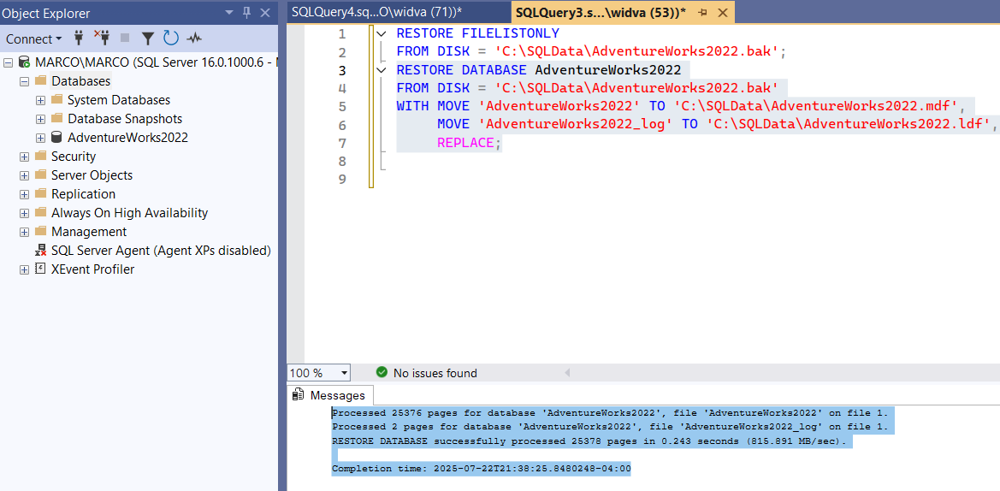 Object Explorer
Connect
MARCO\MARCO (SQL Server 16.0.1000.6 -
Databases
System Databases
Database Snapshots
AdventureWorks2022
Security
Server Objects
Replication
Always On High Availability
Management
SQL Server Agent (Agent XPs disabled)
XEvent Profiler
SQLQuery4.sq...O\widva (71))*
SQLQuery3.s...\widva (53))*
1 RESTORE FILELISTONLY
2 FROM DISK = 'C:\SQLData\AdventureWorks2022.bak';
3 RESTORE DATABASE AdventureWorks2022
4 FROM DISK = 'C:\SQLData\AdventureWorks2022.bak'
5 WITH MOVE 'AdventureWorks2022' TO 'C:\SQLData\AdventureWorks2022.mdf',
6 MOVE 'AdventureWorks2022_log' TO 'C:\SQLData\AdventureWorks2022.ldf',
7 REPLACE;
8
9
100 %
No issues found
Messages
Processed 25376 pages for database 'AdventureWorks2022', file 'AdventureWorks2022' on file 1.
Processed 2 pages for database 'AdventureWorks2022', file 'AdventureWorks2022_log' on file 1.
RESTORE DATABASE successfully processed 25378 pages in 0.243 seconds (815.891 MB/sec).
Completion time: 2025-07-22T21:38:25.8480248-04:00